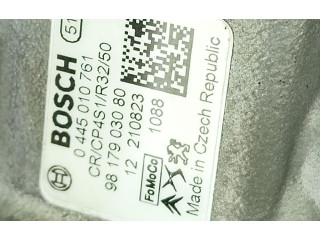 BOSCH 5
0 445 010 761
CR/CP4S1/R32/50
98 179 030 80
12 210823 1088
FoMoCo
Made in Czech Republic